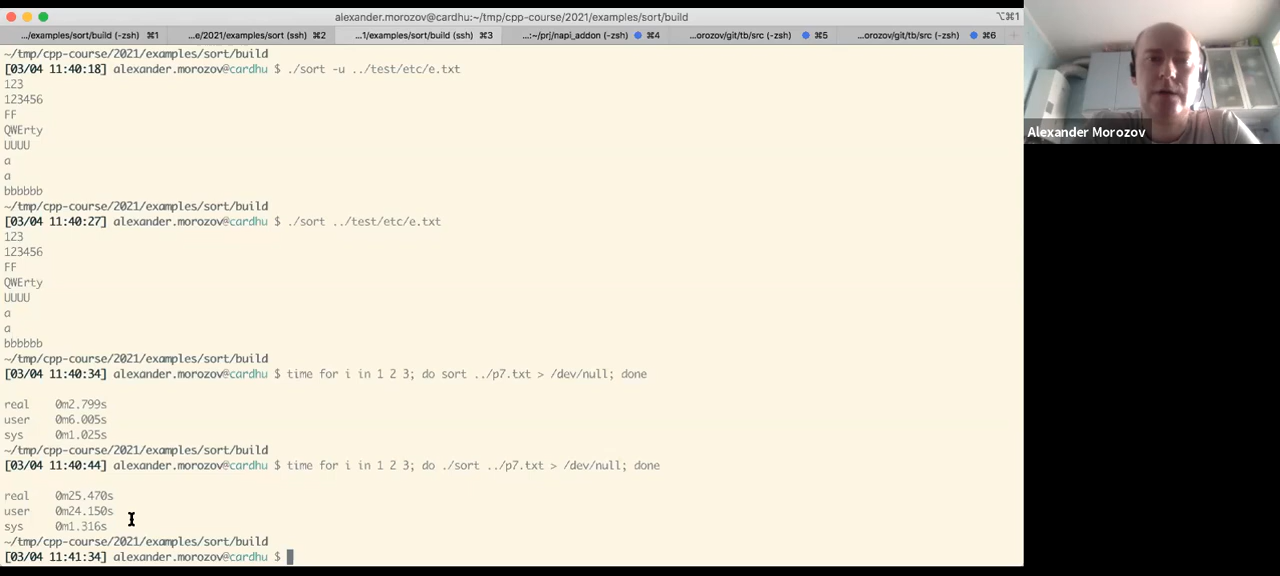 alexander.morozov@cardhu:~/tmp/cpp-course/2021/examples/sort/build
⌥⌘1
.../examples/sort/build (-zsh) ⌘1
...e/2021/examples/sort (ssh) ⌘2
...1/examples/sort/build (ssh) ⌘3
...:~/prj/napi_addon (-zsh) ⌘4
...orozov/git/tb/src (-zsh) ⌘5
...orozov/git/tb/src (ssh) ⌘6
~/tmp/cpp-course/2021/examples/sort/build
[03/04 11:40:18] alexander.morozov@cardhu $ ./sort -u ../test/etc/e.txt
123
123456
FF
QWErty
UUUU
a
a
bbbbbb
~/tmp/cpp-course/2021/examples/sort/build
[03/04 11:40:27] alexander.morozov@cardhu $ ./sort ../test/etc/e.txt
123
123456
FF
QWErty
UUUU
a
a
bbbbbb
~/tmp/cpp-course/2021/examples/sort/build
[03/04 11:40:34] alexander.morozov@cardhu $ time for i in 1 2 3; do sort ../p7.txt > /dev/null; done
real 0m2.799s
user 0m6.005s
sys 0m1.025s
~/tmp/cpp-course/2021/examples/sort/build
[03/04 11:40:44] alexander.morozov@cardhu $ time for i in 1 2 3; do ./sort ../p7.txt > /dev/null; done
real 0m25.470s
user 0m24.150s
sys 0m1.316s
~/tmp/cpp-course/2021/examples/sort/build
[03/04 11:41:34] alexander.morozov@cardhu $
Alexander Morozov